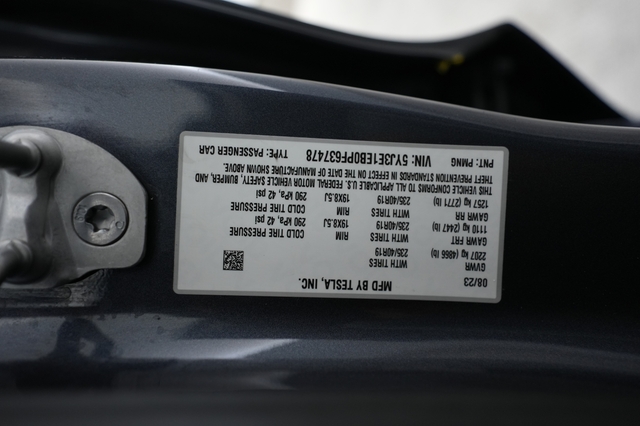 MFD BY TESLA, INC.
08/23
GVWR
2207 kg (4866 lb)
GAWR FRT WITH TIRES RIM COLD TIRE PRESSURE
1110 kg (2447 lb) 235/40R19 19X8.5J 290 kPa, 42 psi
GAWR RR WITH TIRES RIM COLD TIRE PRESSURE
1257 kg (2771 lb) 235/40R19 19X8.5J 290 kPa, 42 psi
THIS VEHICLE CONFORMS TO ALL APPLICABLE U.S. FEDERAL MOTOR VEHICLE SAFETY, BUMPER, AND
THEFT PREVENTION STANDARDS IN EFFECT ON THE DATE OF MANUFACTURE SHOWN ABOVE.
PNT: PMNG VIN: 5YJ3E1EB0PF637478 TYPE: PASSENGER CAR